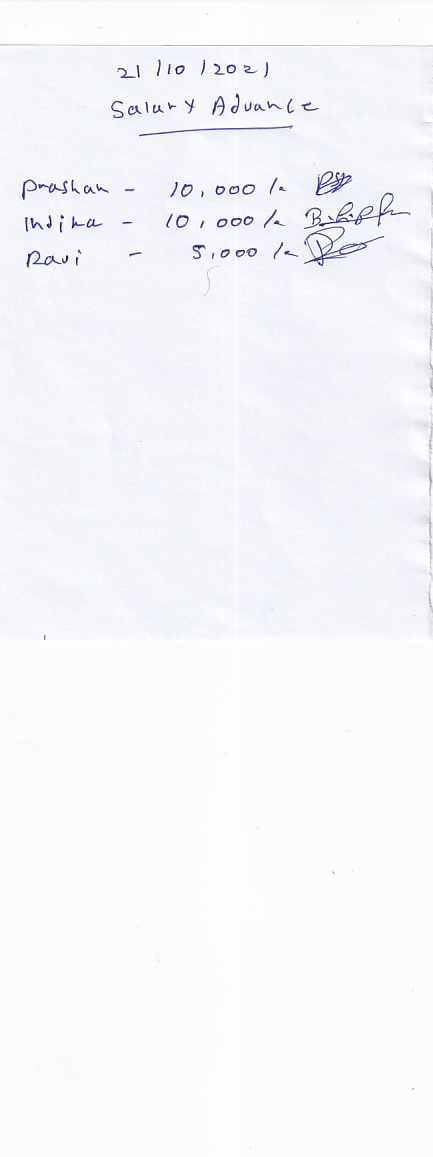 21/10/2021
Salary Advance
Prashan - 10,000/=
Indika - 10,000/=
Ravi - 5,000/=